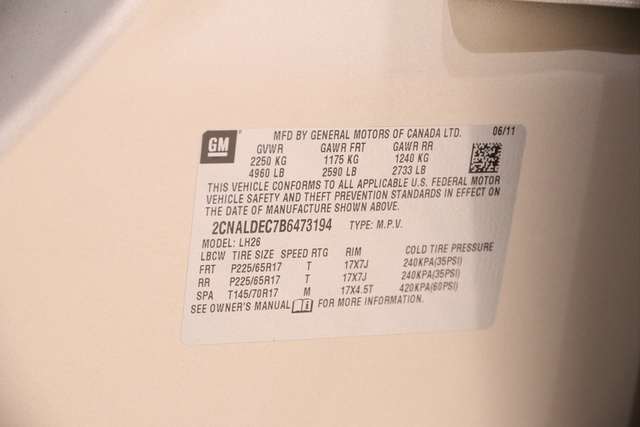 GM
MFD BY GENERAL MOTORS OF CANADA LTD. 06/11
GVWR GAWR FRT GAWR RR
2250 KG 1175 KG 1240 KG
4960 LB 2590 LB 2733 LB
THIS VEHICLE CONFORMS TO ALL APPLICABLE U.S. FEDERAL MOTOR
VEHICLE SAFETY AND THEFT PREVENTION STANDARDS IN EFFECT ON
THE DATE OF MANUFACTURE SHOWN ABOVE.
2CNALDEC7B6473194 TYPE: M.P.V.
MODEL: LH26
LBCW TIRE SIZE SPEED RTG RIM COLD TIRE PRESSURE
FRT P225/65R17 T 17X7J 240KPA(35PSI)
RR P225/65R17 T 17X7J 240KPA(35PSI)
SPA T145/70R17 M 17X4.5T 420KPA(60PSI)
SEE OWNER'S MANUAL FOR MORE INFORMATION.